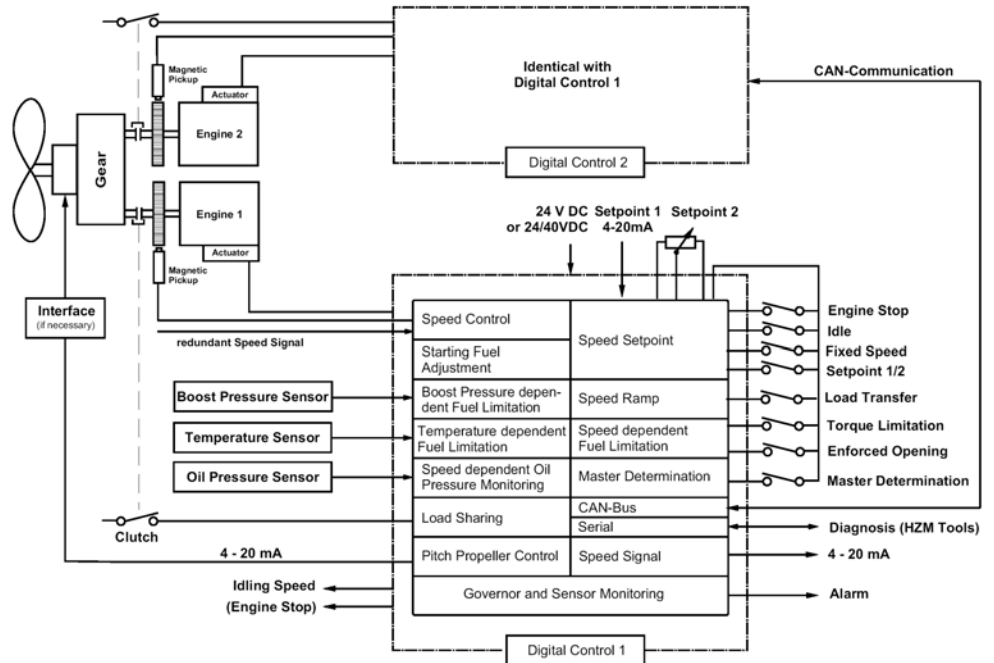 Identical with
Digital Control 1
CAN-Communication
Magnetic
Pickup
Actuator
Engine 2
Gear
Digital Control 2
Engine 1
Actuator
Magnetic
Pickup
24 V DC
or 24/40VDC
Setpoint 1
4-20mA
Setpoint 2
Interface
(if necessary)
redundant Speed Signal
Speed Control
Starting Fuel
Adjustment
Speed Setpoint
Engine Stop
Idle
Fixed Speed
Setpoint 1/2
Boost Pressure Sensor
Boost Pressure depen-
dent Fuel Limitation
Speed Ramp
Load Transfer
Temperature Sensor
Temperature dependent
Fuel Limitation
Speed dependent
Fuel Limitation
Torque Limitation
Enforced Opening
Oil Pressure Sensor
Speed dependent Oil
Pressure Monitoring
Master Determination
Master Determination
Clutch
Load Sharing
CAN-Bus
Serial
Diagnosis (HZM Tools)
4 - 20 mA
Pitch Propeller Control
Speed Signal
4 - 20 mA
Idling Speed
(Engine Stop)
Governor and Sensor Monitoring
Alarm
Digital Control 1